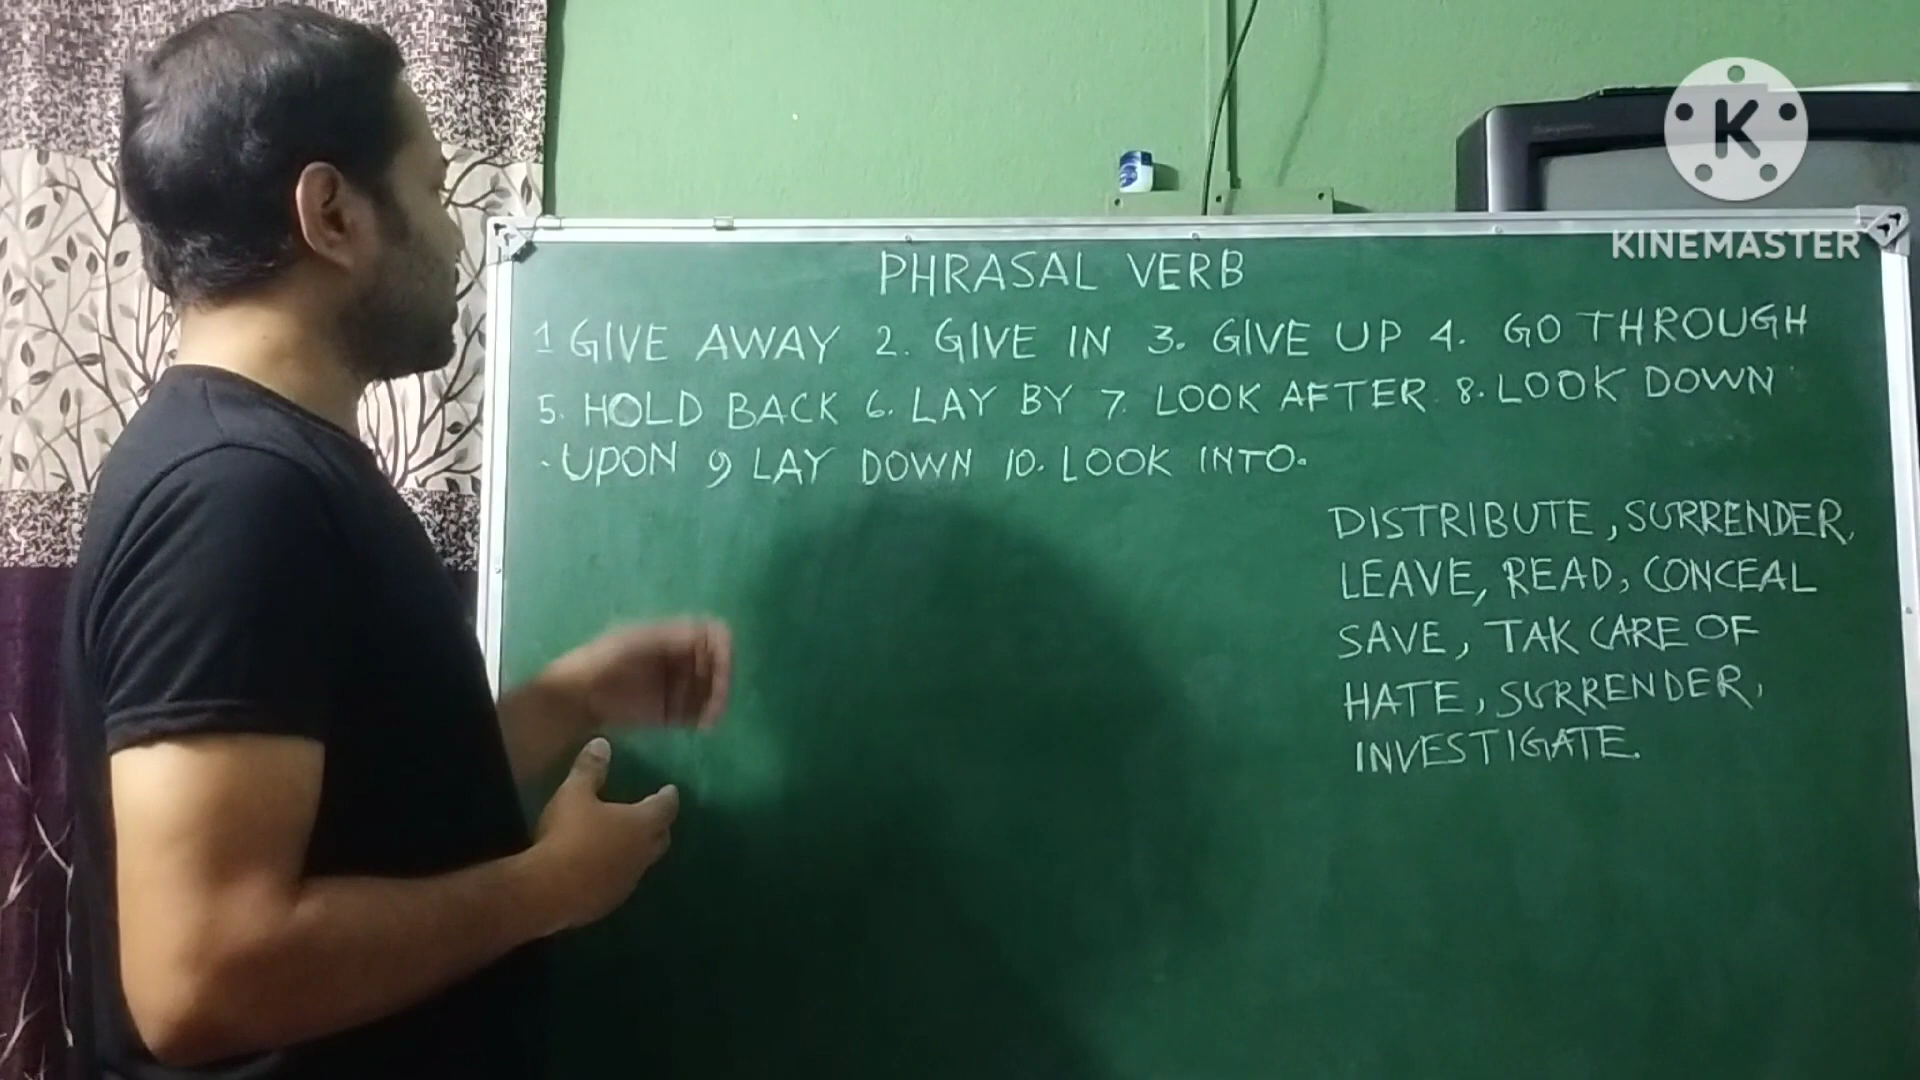 K
KINEMASTER
PHRASAL VERB
1 GIVE AWAY 2. GIVE IN 3. GIVE UP 4. GO THROUGH
5. HOLD BACK 6. LAY BY 7. LOOK AFTER 8. LOOK DOWN
UPON 9 LAY DOWN 10. LOOK INTO.
DISTRIBUTE, SURRENDER,
LEAVE, READ, CONCEAL
SAVE, TAK CARE OF
HATE, SURRENDER,
INVESTIGATE.